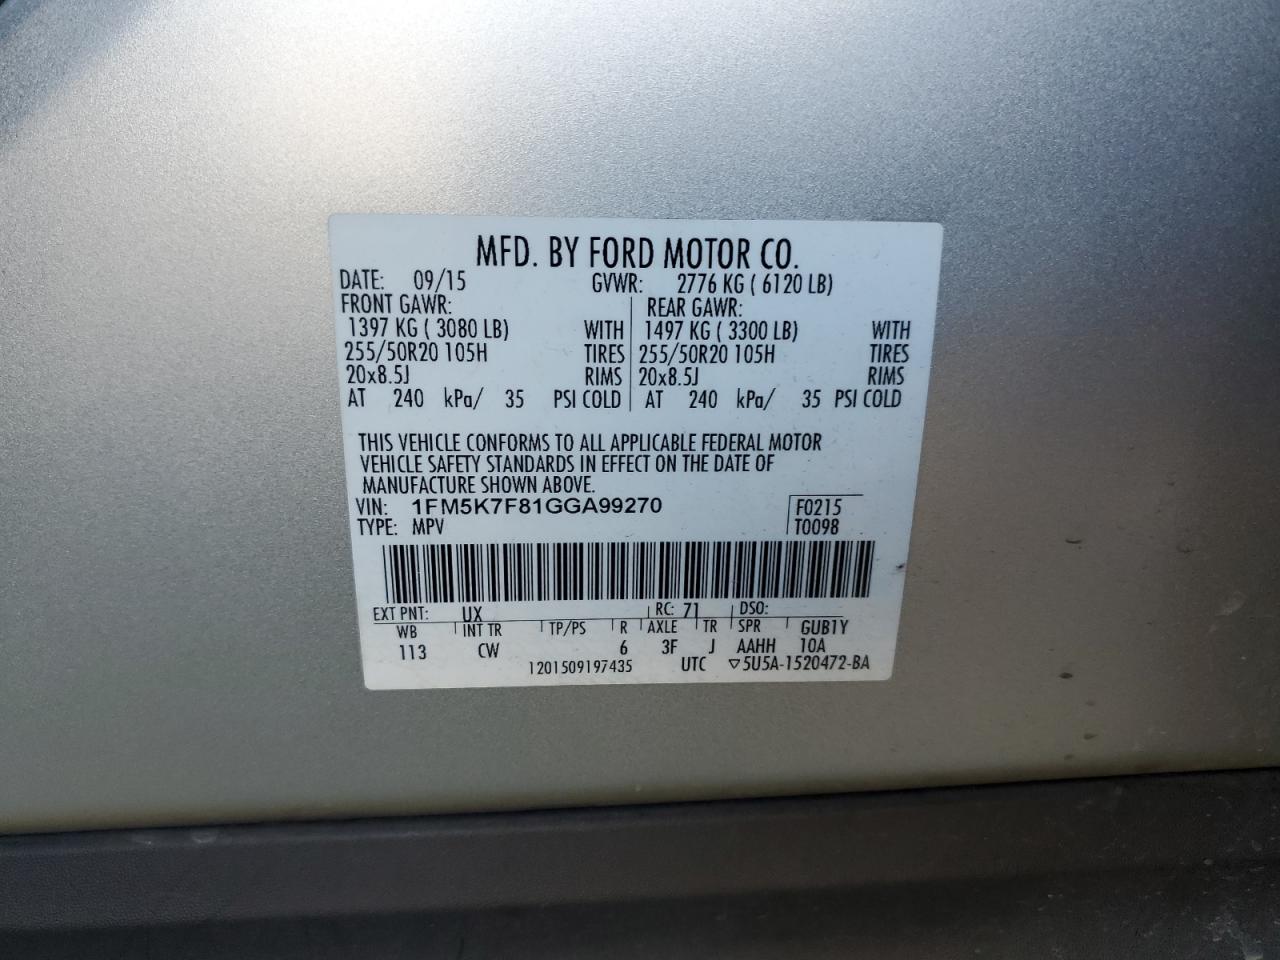 MFD. BY FORD MOTOR CO.
DATE: 09/15 GVWR: 2776 KG ( 6120 LB)
FRONT GAWR: REAR GAWR:
1397 KG ( 3080 LB) WITH 1497 KG ( 3300 LB) WITH
255/50R20 105H TIRES 255/50R20 105H TIRES
20x8.5J RIMS 20x8.5J RIMS
AT 240 kPa/ 35 PSI COLD AT 240 kPa/ 35 PSI COLD
THIS VEHICLE CONFORMS TO ALL APPLICABLE FEDERAL MOTOR
VEHICLE SAFETY STANDARDS IN EFFECT ON THE DATE OF
MANUFACTURE SHOWN ABOVE.
VIN: 1FM5K7F81GGA99270 F0215
TYPE: MPV T0098
EXT PNT: UX RC: 71 DSO:
WB INT TR TP/PS R AXLE TR SPR GUB1Y
113 CW 6 3F J AAHH 10A
1201509197435 UTC ▽5U5A-1520472-BA